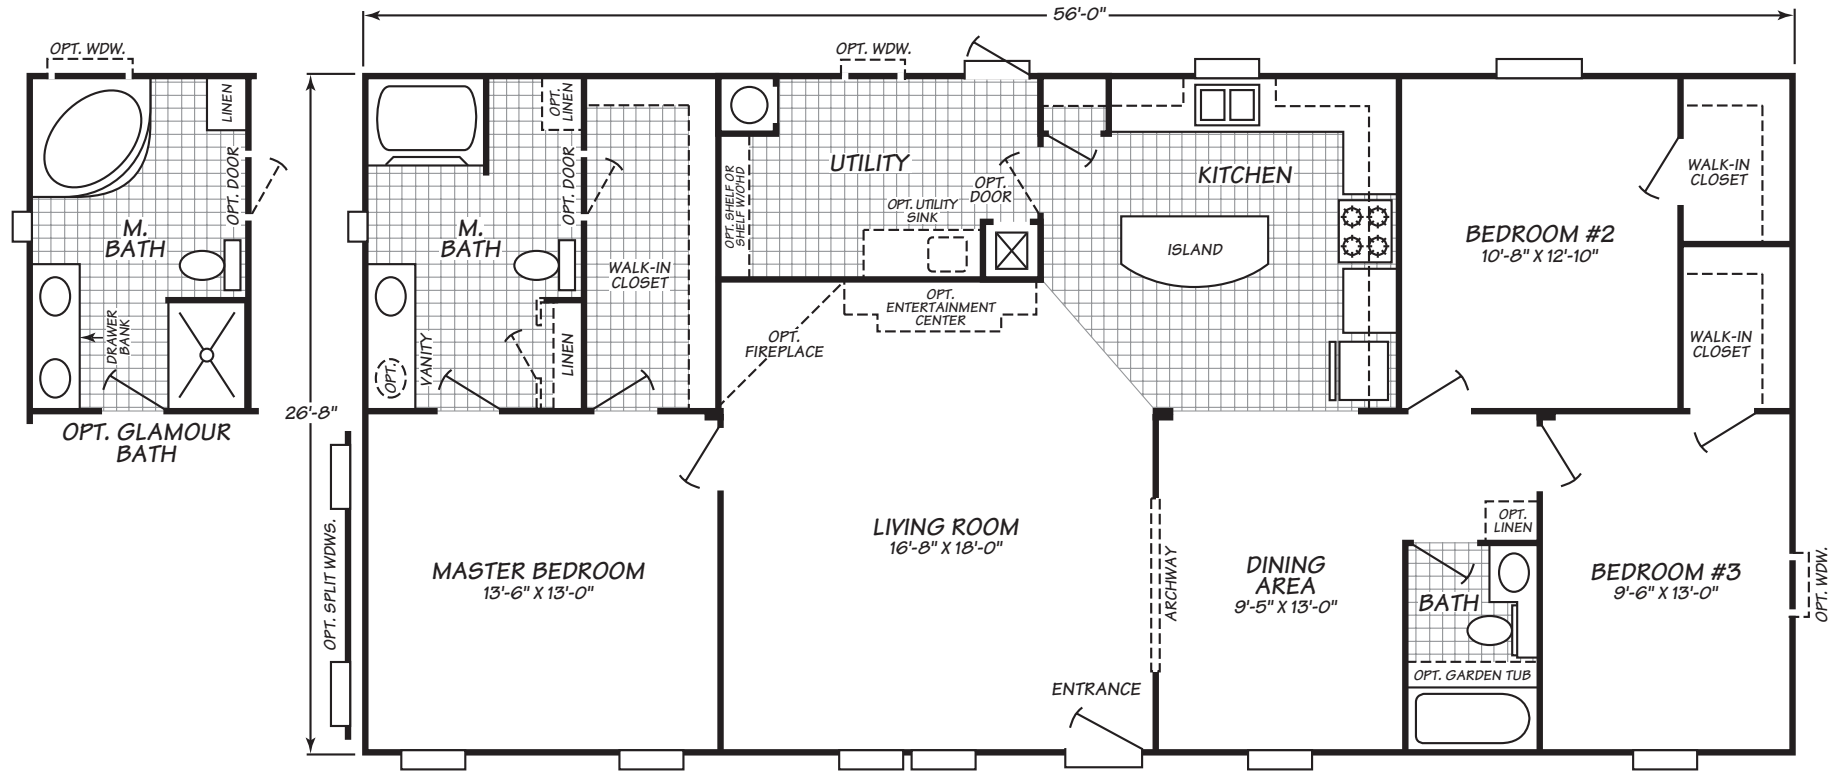 56'-0"
OPT. WDW.
LINEN
OPT. DOOR
M.
BATH
DRAWER
BANK
OPT. GLAMOUR
BATH
26'-8"
OPT. SPLIT WDWS.
OPT.
LINEN
OPT. DOOR
M.
BATH
VANITY
OPT.
LINEN
WALK-IN
CLOSET
OPT. WDW.
UTILITY
OPT. SHELF OR
SHELF W/O'HD
OPT. UTILITY
SINK
OPT.
DOOR
KITCHEN
ISLAND
OPT.
ENTERTAINMENT
CENTER
OPT.
FIREPLACE
BEDROOM #2
10'-8" X 12'-10"
WALK-IN
CLOSET
WALK-IN
CLOSET
MASTER BEDROOM
13'-6" X 13'-0"
LIVING ROOM
16'-8" X 18'-0"
ARCHWAY
ENTRANCE
DINING
AREA
9'-5" X 13'-0"
OPT.
LINEN
BATH
OPT. GARDEN TUB
BEDROOM #3
9'-6" X 13'-0"
OPT. WDW.